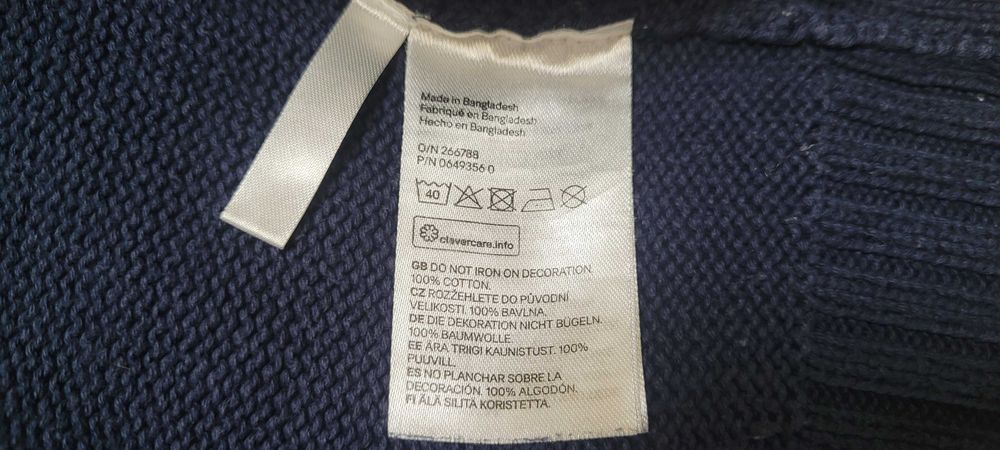 Made in Bangladesh
Fabriqué en Bangladesh
Hecho en Bangladesh
O/N 266788
P/N 0649356 0
40
clevercare.info
GB DO NOT IRON ON DECORATION.
100% COTTON.
CZ ROZŽEHLETE DO PŮVODNÍ
VELIKOSTI. 100% BAVLNA.
DE DIE DEKORATION NICHT BÜGELN.
100% BAUMWOLLE.
EE ÄRA TRIIGI KAUNISTUST. 100%
PUUVILL.
ES NO PLANCHAR SOBRE LA
DECORACIÓN. 100% ALGODÓN.
FI ÄLÄ SILITÄ KORISTETTA.